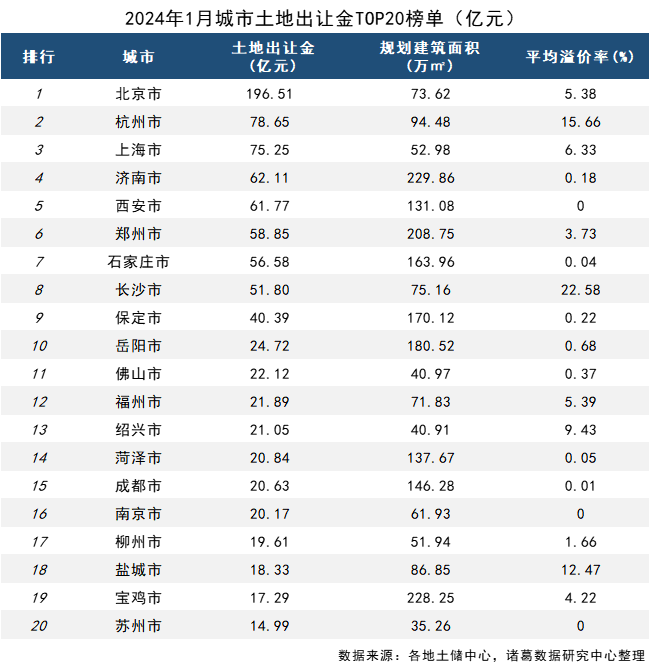 2024年1月城市土地出让金TOP20榜单（亿元）
排行 城市 土地出让金（亿元） 规划建筑面积（万㎡） 平均溢价率(%)
1 北京市 196.51 73.62 5.38
2 杭州市 78.65 94.48 15.66
3 上海市 75.25 52.98 6.33
4 济南市 62.11 229.86 0.18
5 西安市 61.77 131.08 0
6 郑州市 58.85 208.75 3.73
7 石家庄市 56.58 163.96 0.04
8 长沙市 51.80 75.16 22.58
9 保定市 40.39 170.12 0.22
10 岳阳市 24.72 180.52 0.68
11 佛山市 22.12 40.97 0.37
12 福州市 21.89 71.83 5.39
13 绍兴市 21.05 40.91 9.43
14 菏泽市 20.84 137.67 0.05
15 成都市 20.63 146.28 0.01
16 南京市 20.17 61.93 0
17 柳州市 19.61 51.94 1.66
18 盐城市 18.33 86.85 12.47
19 宝鸡市 17.29 228.25 4.22
20 苏州市 14.99 35.26 0
数据来源：各地土储中心，诸葛数据研究中心整理